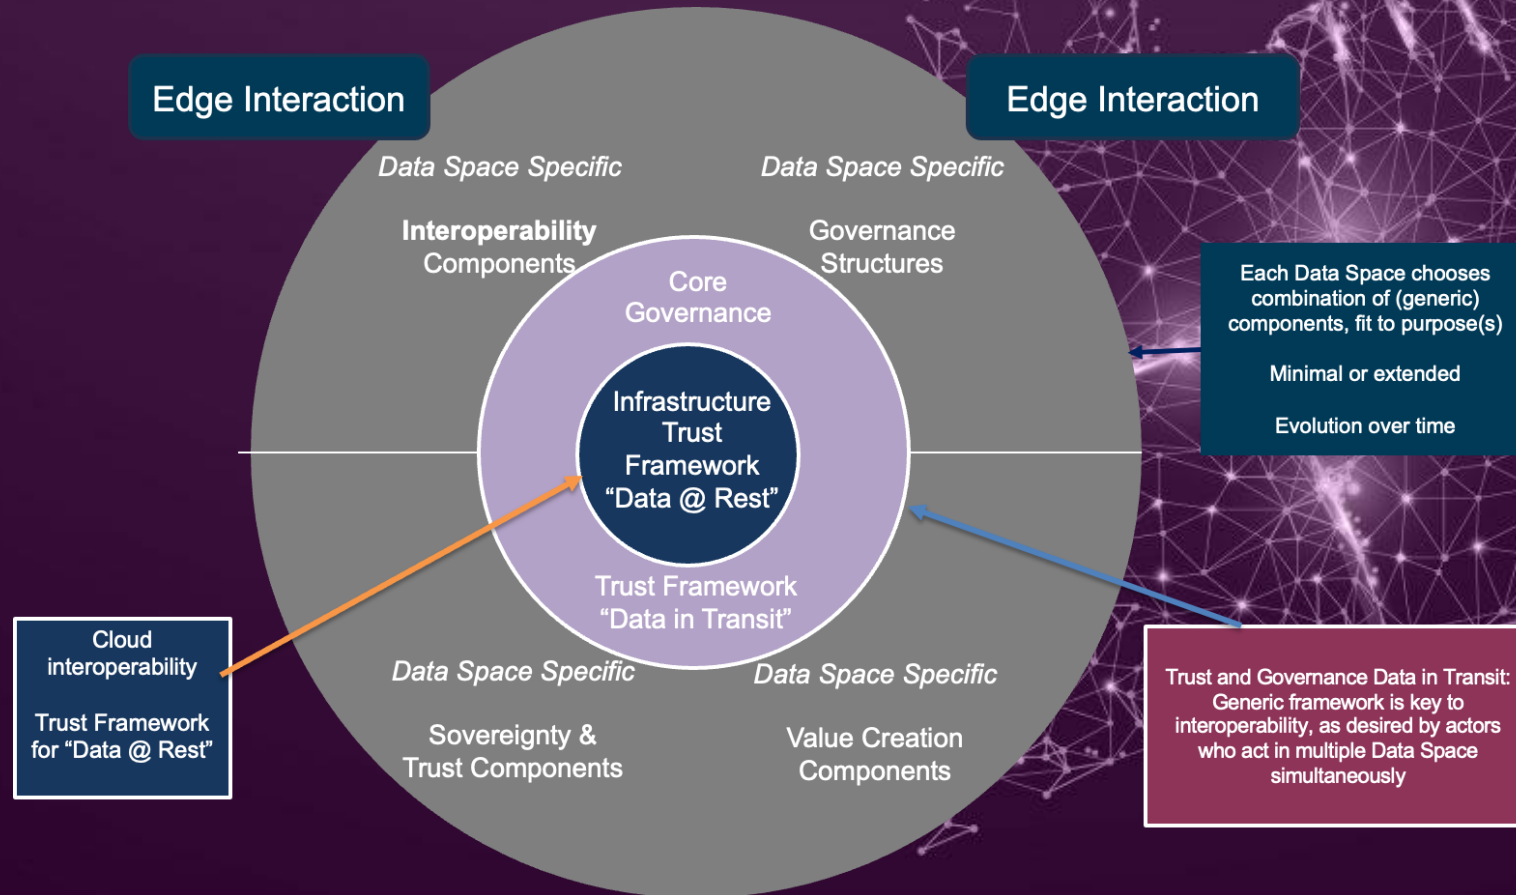 Edge Interaction
Edge Interaction
Data Space Specific
Data Space Specific
Interoperability
Components
Governance
Structures
Core
Governance
Each Data Space chooses
combination of (generic)
components, fit to purpose(s)
Minimal or extended
Evolution over time
Infrastructure
Trust
Framework
“Data @ Rest”
Trust Framework
“Data in Transit”
Cloud
interoperability
Trust Framework
for “Data @ Rest”
Data Space Specific
Data Space Specific
Sovereignty &
Trust Components
Value Creation
Components
Trust and Governance Data in Transit:
Generic framework is key to
interoperability, as desired by actors
who act in multiple Data Space
simultaneously